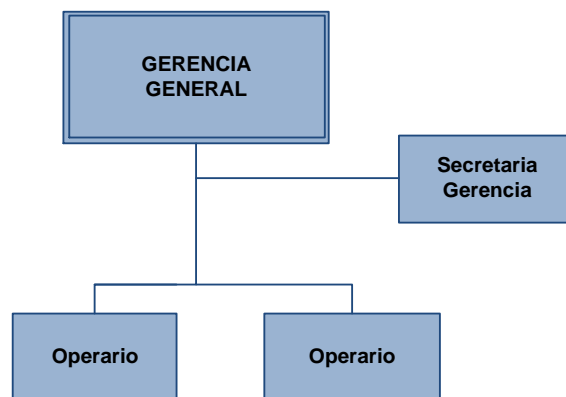 GERENCIA
GENERAL
Secretaria
Gerencia
Operario
Operario